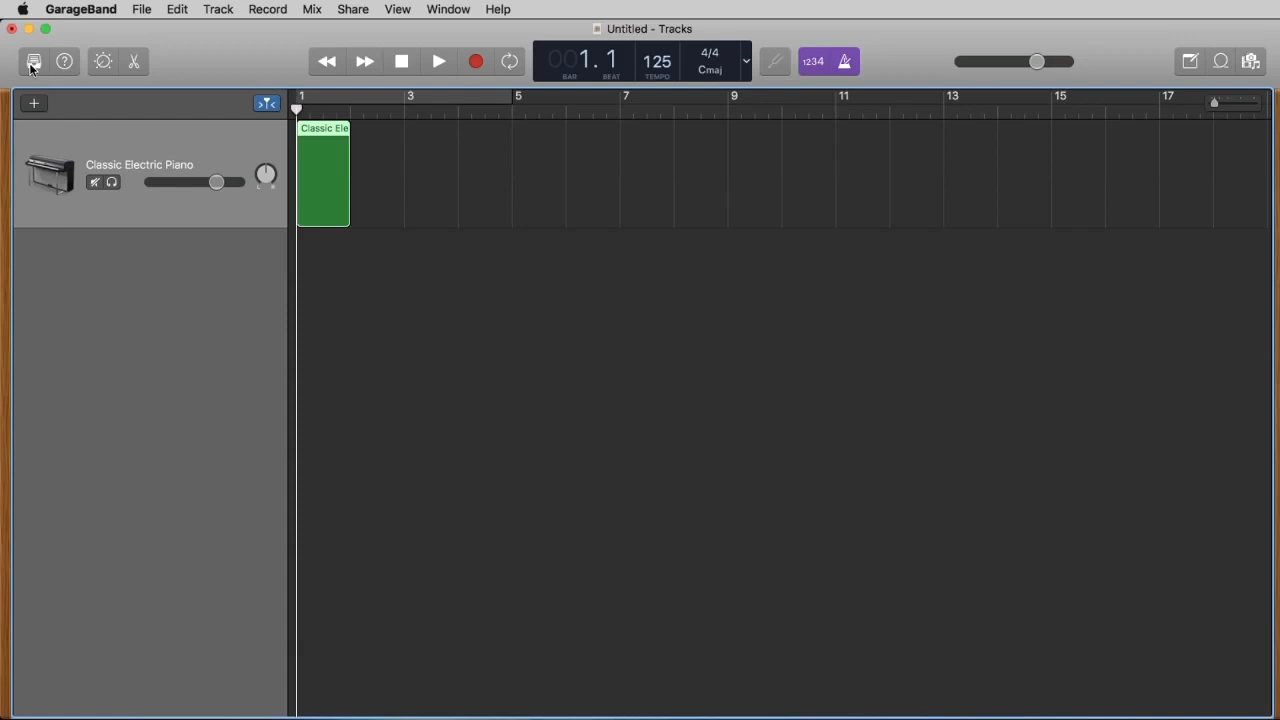 GarageBand File Edit Track Record Mix Share View Window Help
Untitled - Tracks
001. 1 125 4/4 Cmaj 1234
BAR BEAT TEMPO
1 3 5 7 9 11 13 15 17
Classic Ele
Classic Electric Piano
L R